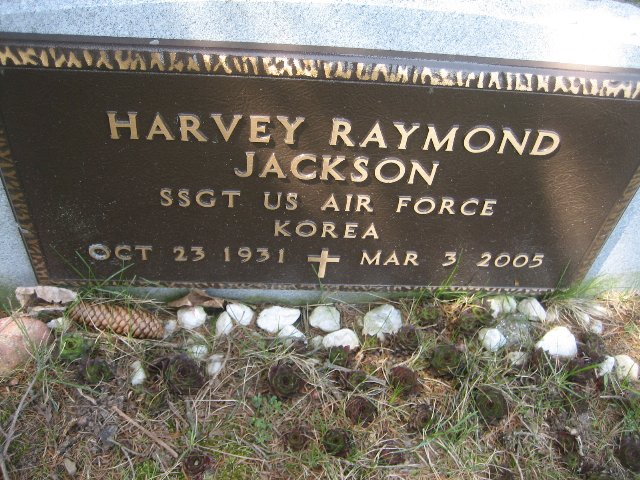 HARVEY RAYMOND
JACKSON
SSGT US AIR FORCE
KOREA
OCT 23 1931 MAR 3 2005